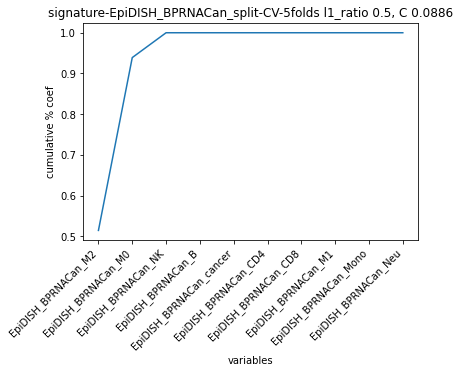 signature-EpiDISH_BPRNACan_split-CV-5folds l1_ratio 0.5, C 0.0886
1.0
0.9
0.8
0.7
0.6
0.5
cumulative % coef
EpiDISH_BPRNACan_M2
EpiDISH_BPRNACan_M0
EpiDISH_BPRNACan_NK
EpiDISH_BPRNACan_B
EpiDISH_BPRNACan_cancer
EpiDISH_BPRNACan_CD4
EpiDISH_BPRNACan_CD8
EpiDISH_BPRNACan_M1
EpiDISH_BPRNACan_Mono
EpiDISH_BPRNACan_Neu
variables